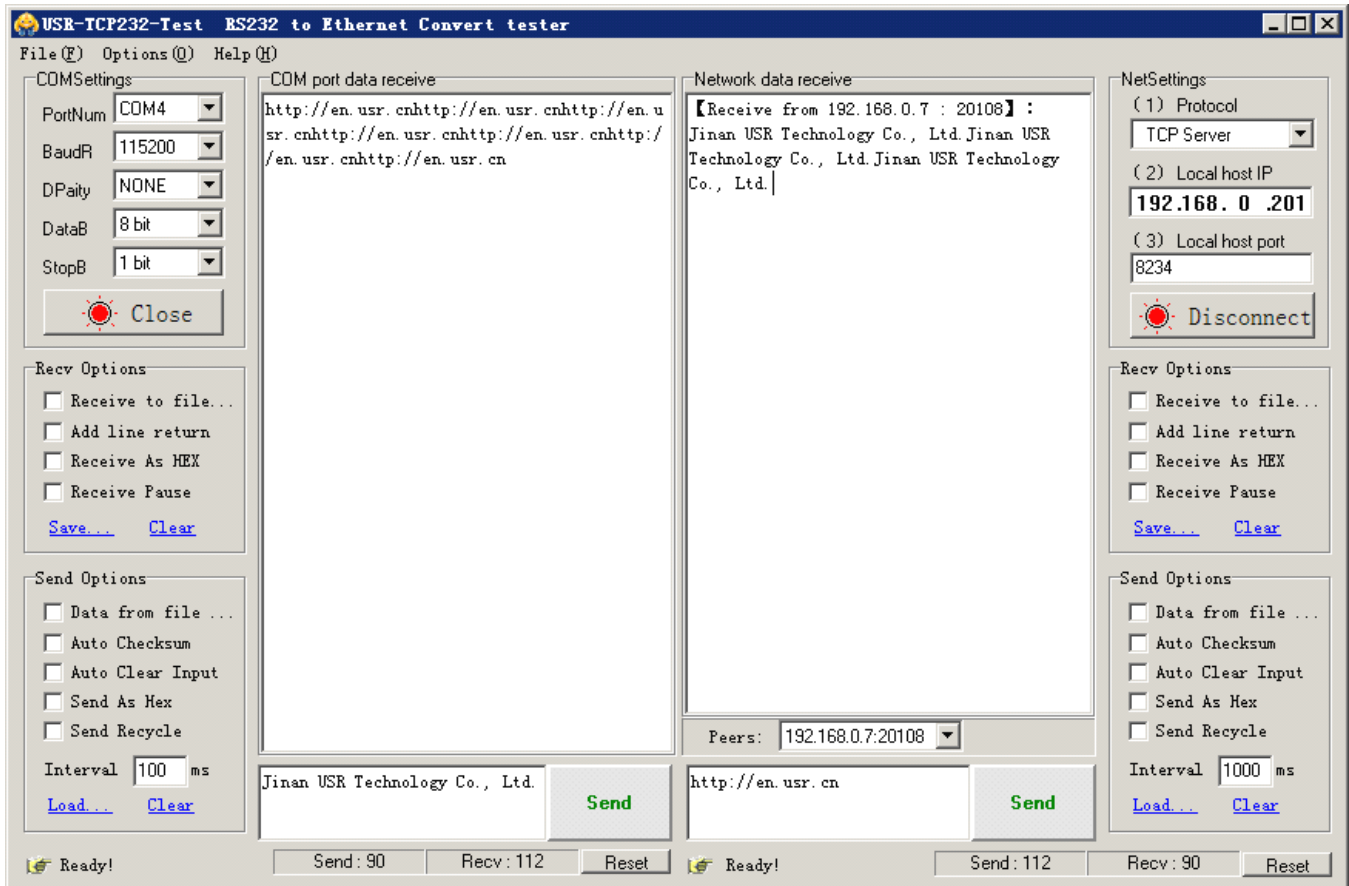 USR-TCP232-Test RS232 to Ethernet Convert tester
File(F) Options(O) Help(H)
COMSettings
PortNum COM4
BaudR 115200
DPaity NONE
DataB 8 bit
StopB 1 bit
Close
Recv Options
Receive to file...
Add line return
Receive As HEX
Receive Pause
Save... Clear
Send Options
Data from file ...
Auto Checksum
Auto Clear Input
Send As Hex
Send Recycle
Interval 100 ms
Load... Clear
Ready!
COM port data receive
http://en.usr.cnhttp://en.usr.cnhttp://en.u
sr.cnhttp://en.usr.cnhttp://en.usr.cnhttp:/
/en.usr.cnhttp://en.usr.cn
Jinan USR Technology Co., Ltd.
Send
Send : 90 Recv : 112 Reset
Network data receive
【Receive from 192.168.0.7 : 20108】:
Jinan USR Technology Co., Ltd.Jinan USR
Technology Co., Ltd.Jinan USR Technology
Co., Ltd.
Peers: 192.168.0.7:20108
http://en.usr.cn
Send
Ready!
Send : 112 Recv : 90 Reset
NetSettings
(1) Protocol
TCP Server
(2) Local host IP
192.168. 0 .201
(3) Local host port
8234
Disconnect
Recv Options
Receive to file...
Add line return
Receive As HEX
Receive Pause
Save... Clear
Send Options
Data from file ...
Auto Checksum
Auto Clear Input
Send As Hex
Send Recycle
Interval 1000 ms
Load... Clear